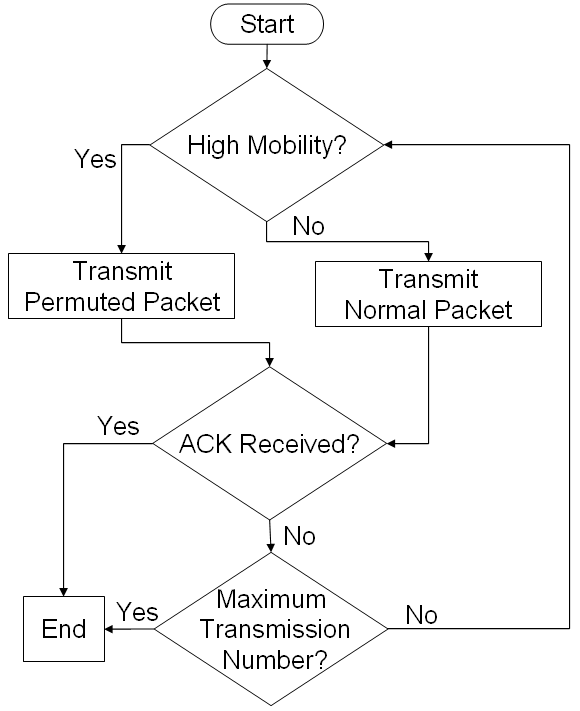 Start
High Mobility?
Yes
No
Transmit
Permuted Packet
Transmit
Normal Packet
Yes
ACK Received?
No
Maximum
Transmission
Number?
Yes
No
End